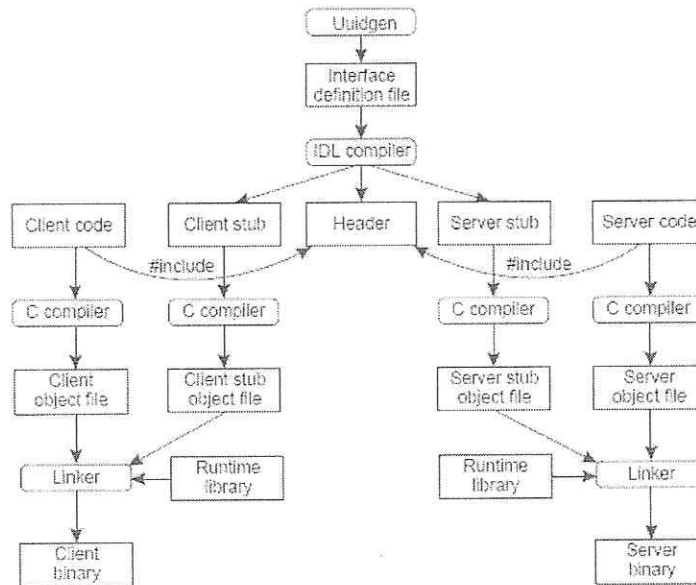 Uuidgen
Interface
definition file
IDL compiler
Client code
Client stub
Header
Server stub
Server code
#include
#include
C compiler
C compiler
C compiler
C compiler
Client
object file
Client stub
object file
Server stub
object file
Server
object file
Linker
Runtime
library
Runtime
library
Linker
Client
binary
Server
binary